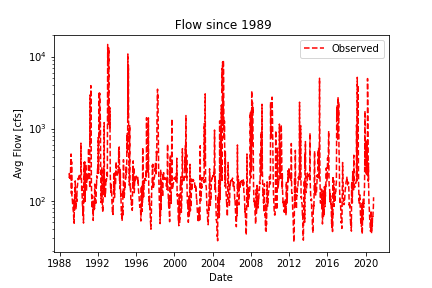 Flow since 1989
Observed
Avg Flow [cfs]
10^4
10^3
10^2
1988 1992 1996 2000 2004 2008 2012 2016 2020
Date